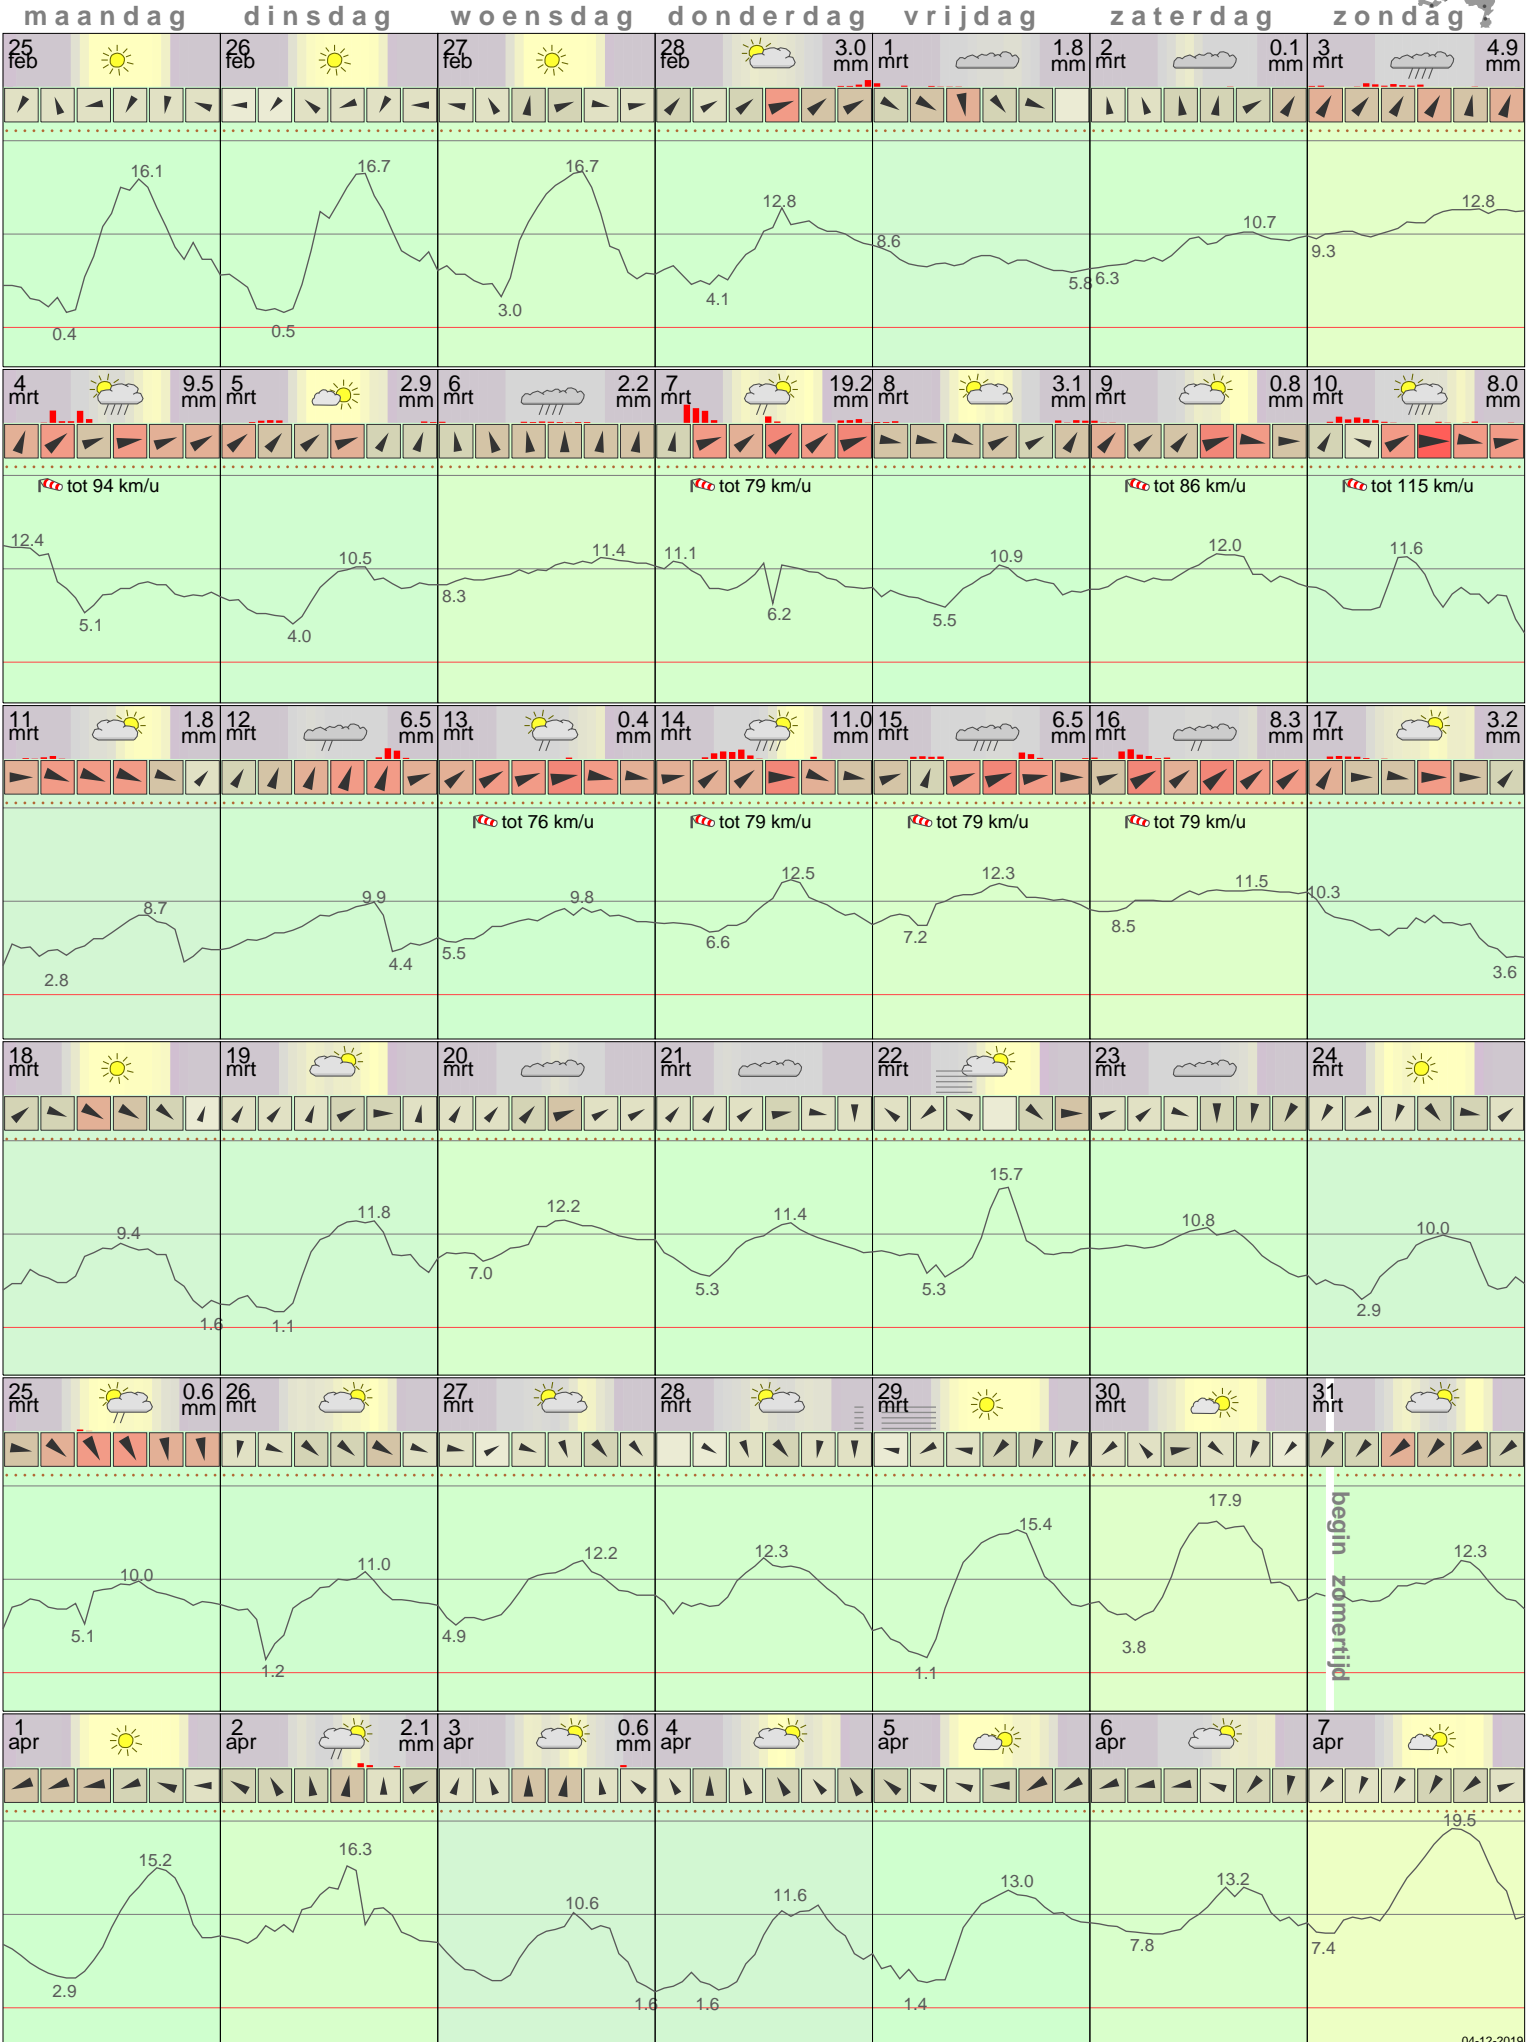 maandag dinsdag woensdag donderdag vrijdag zaterdag zondag
25 feb 26 feb 27 feb 28 feb 3.0 mm 1 mrt 1.8 mm 2 mrt 0.1 mm 3 mrt 4.9 mm
16.1 16.7 16.7 12.8 8.6 10.7 12.8
0.4 0.5 3.0 4.1 5.8 6.3 9.3
4 mrt 9.5 mm 5 mrt 2.9 mm 6 mrt 2.2 mm 7 mrt 19.2 mm 8 mrt 3.1 mm 9 mrt 0.8 mm 10 mrt 8.0 mm
tot 94 km/u tot 79 km/u tot 86 km/u tot 115 km/u
12.4 10.5 11.4 11.1 10.9 12.0 11.6
5.1 4.0 8.3 6.2 5.5
11 mrt 1.8 mm 12 mrt 6.5 mm 13 mrt 0.4 mm 14 mrt 11.0 mm 15 mrt 6.5 mm 16 mrt 8.3 mm 17 mrt 3.2 mm
tot 76 km/u tot 79 km/u tot 79 km/u tot 79 km/u
8.7 9.9 9.8 12.5 12.3 11.5 10.3
2.8 4.4 5.5 6.6 7.2 8.5 3.6
18 mrt 19 mrt 20 mrt 21 mrt 22 mrt 23 mrt 24 mrt
9.4 11.8 12.2 11.4 15.7 10.8 10.0
1.6 1.1 7.0 5.3 5.3 2.9
25 mrt 0.6 mm 26 mrt 27 mrt 28 mrt 29 mrt 30 mrt 31 mrt
10.0 11.0 12.2 12.3 15.4 17.9 12.3
5.1 1.2 4.9 1.1 3.8
begin zomertijd
1 apr 2 apr 2.1 mm 3 apr 0.6 mm 4 apr 5 apr 6 apr 7 apr
15.2 16.3 10.6 11.6 13.0 13.2 19.5
2.9 1.6 1.6 1.4 7.8 7.4
04-12-2019